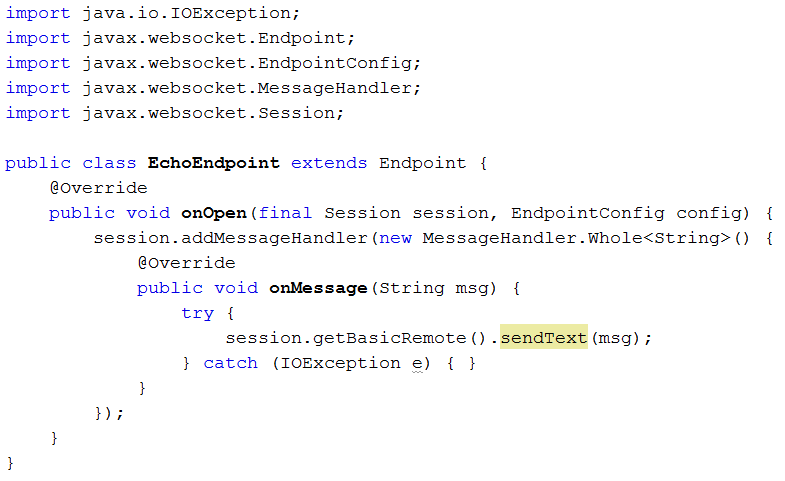 import java.io.IOException;
import javax.websocket.Endpoint;
import javax.websocket.EndpointConfig;
import javax.websocket.MessageHandler;
import javax.websocket.Session;

public class EchoEndpoint extends Endpoint {
    @Override
    public void onOpen(final Session session, EndpointConfig config) {
        session.addMessageHandler(new MessageHandler.Whole<String>() {
            @Override
            public void onMessage(String msg) {
                try {
                    session.getBasicRemote().sendText(msg);
                } catch (IOException e) { }
            }
        });
    }
}